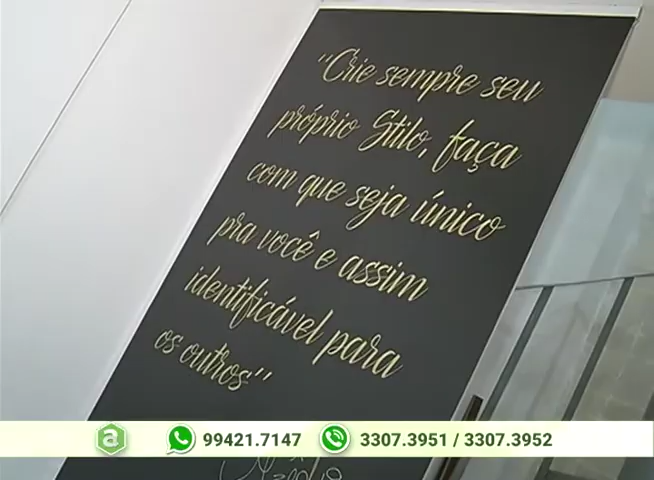 "Crie sempre seu
próprio Stilo, faça
com que seja único
pra você e assim
identificável para
os outros"
a 99421.7147 3307.3951 / 3307.3952